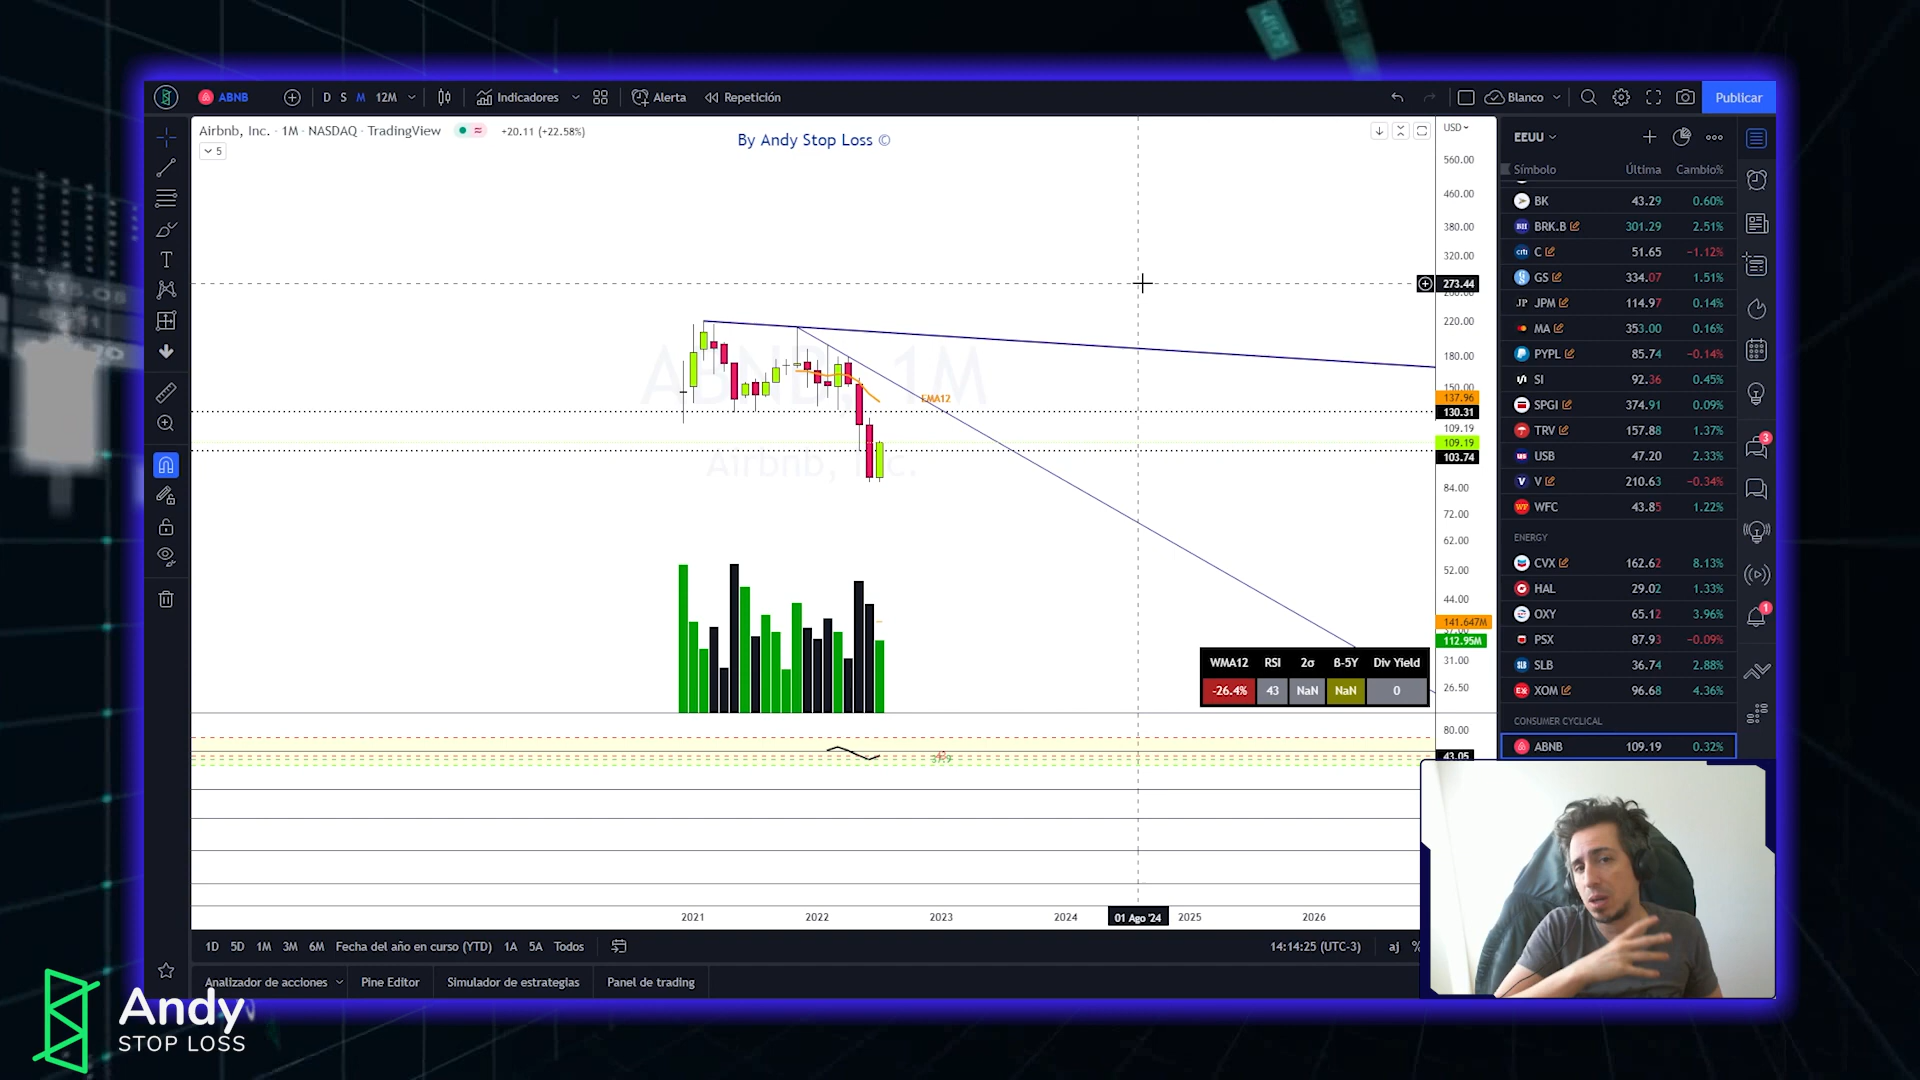 ABNB
D S M 12M
Indicadores
Alerta
Repetición
Blanco
Publicar
Airbnb, Inc. · 1M · NASDAQ · TradingView
+20.11 (+22.58%)
5
By Andy Stop Loss ©
USD
560.00
460.00
380.00
320.00
273.44
220.00
180.00
150.00
137.96
130.31
109.19
109.19
103.74
84.00
72.00
62.00
52.00
44.00
141.647M
112.95M
31.00
26.50
80.00
43.05
ABNB, 1M
Airbnb, Inc.
EMA12
WMA12 RSI 2σ β-5Y Div Yield
-26.4% 43 NaN NaN 0
2021 2022 2023 2024 01 Ago '24 2025 2026
1D 5D 1M 3M 6M Fecha del año en curso (YTD) 1A 5A Todos
14:14:25 (UTC-3)
aj %
Analizador de acciones
Pine Editor
Simulador de estrategias
Panel de trading
EEUU
Símbolo Última Cambio%
BK 43.29 0.60%
BRK.B 301.29 2.51%
C 51.65 −1.12%
GS 334.07 1.51%
JPM 114.97 0.14%
MA 353.00 0.16%
PYPL 85.74 −0.14%
SI 92.36 0.45%
SPGI 374.91 0.09%
TRV 157.88 1.37%
USB 47.20 2.33%
V 210.63 −0.34%
WFC 43.85 1.22%
ENERGY
CVX 162.62 8.13%
HAL 29.02 1.33%
OXY 65.12 3.96%
PSX 87.93 −0.09%
SLB 36.74 2.88%
XOM 96.68 4.36%
CONSUMER CYCLICAL
ABNB 109.19 0.32%
3
1
Andy
STOP LOSS